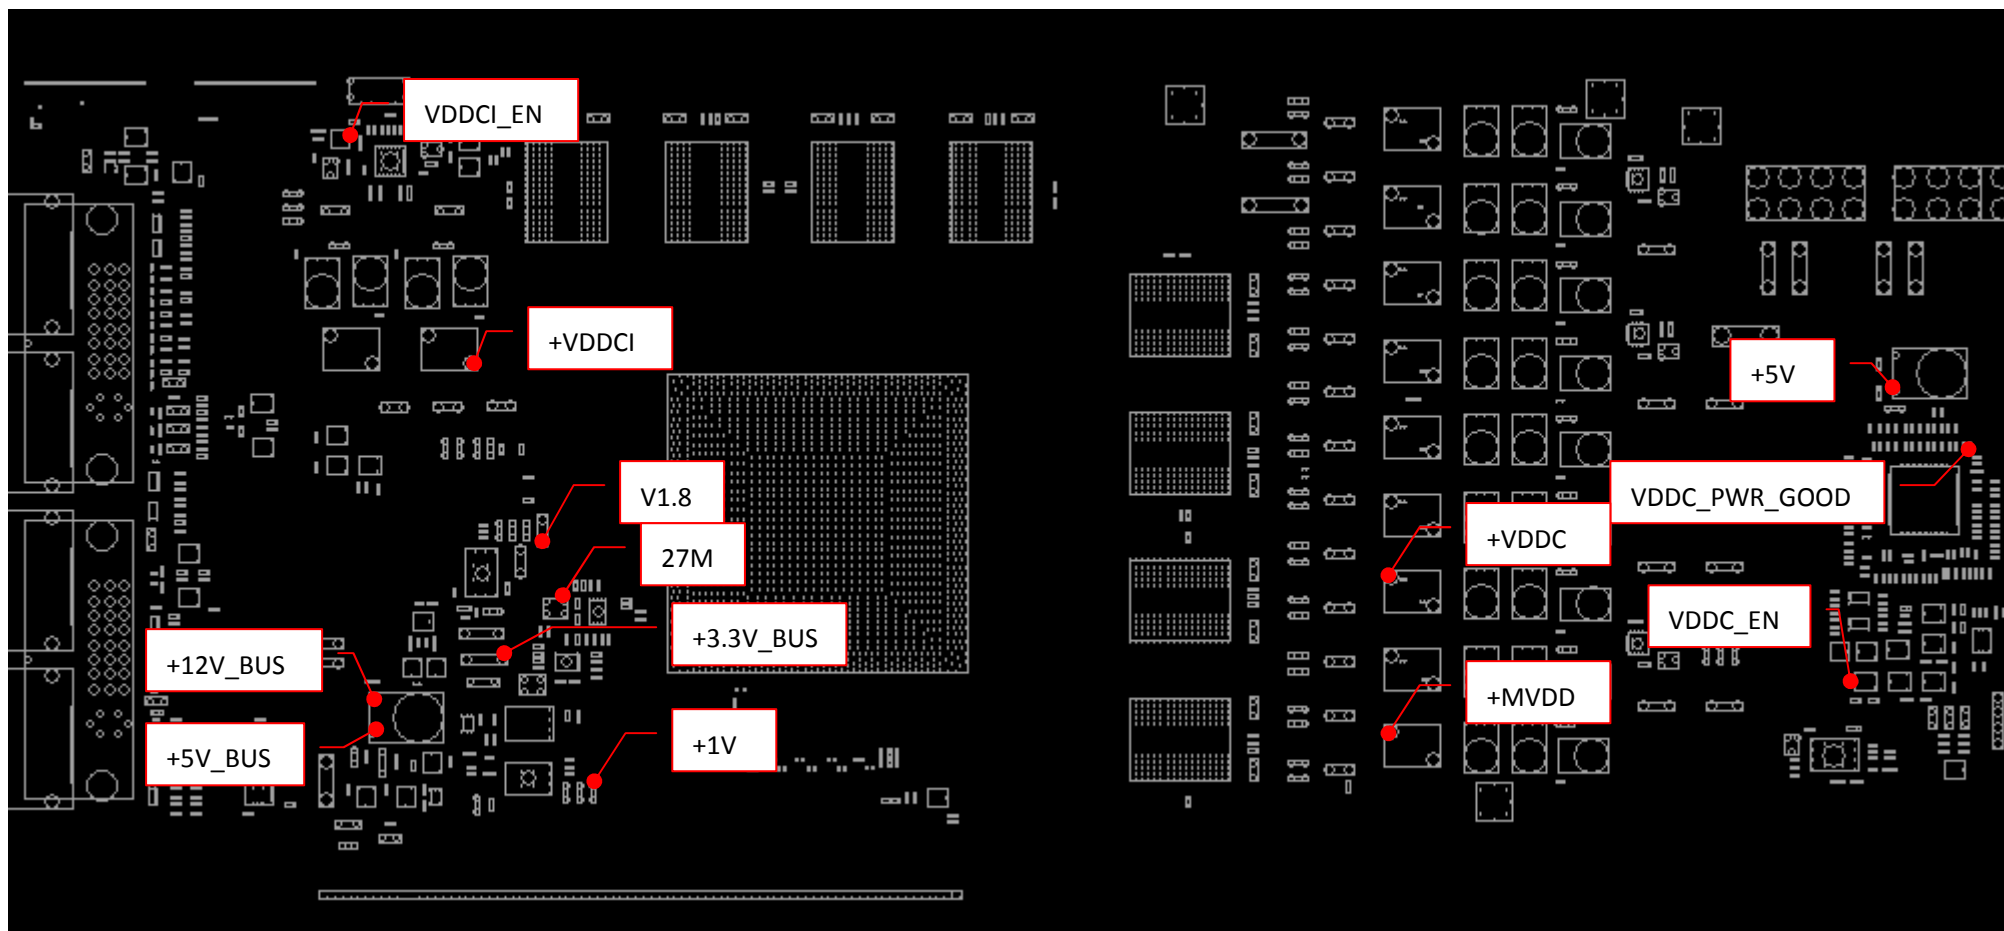 VDDCI_EN
+VDDCI
+5V
V1.8
VDDC_PWR_GOOD
+VDDC
27M
+3.3V_BUS
VDDC_EN
+12V_BUS
+MVDD
+1V
+5V_BUS